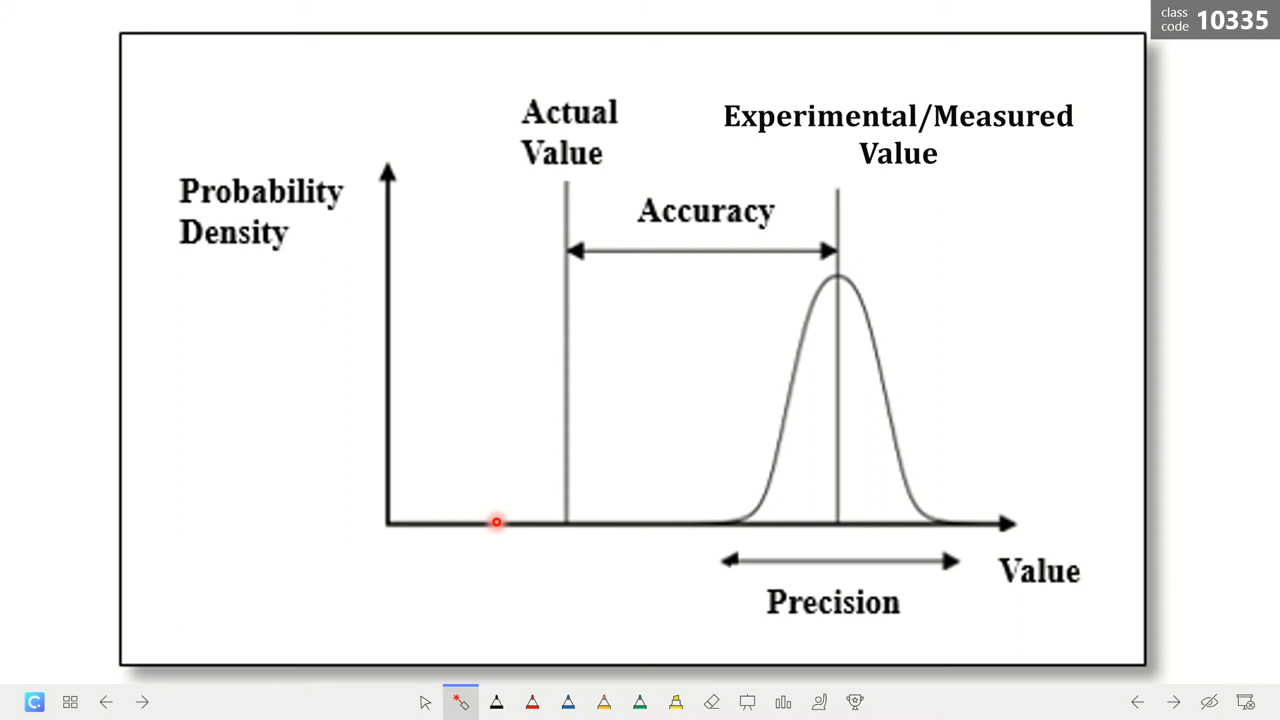 class
code 10335
Actual
Value
Experimental/Measured
Value
Probability
Density
Accuracy
Value
Precision